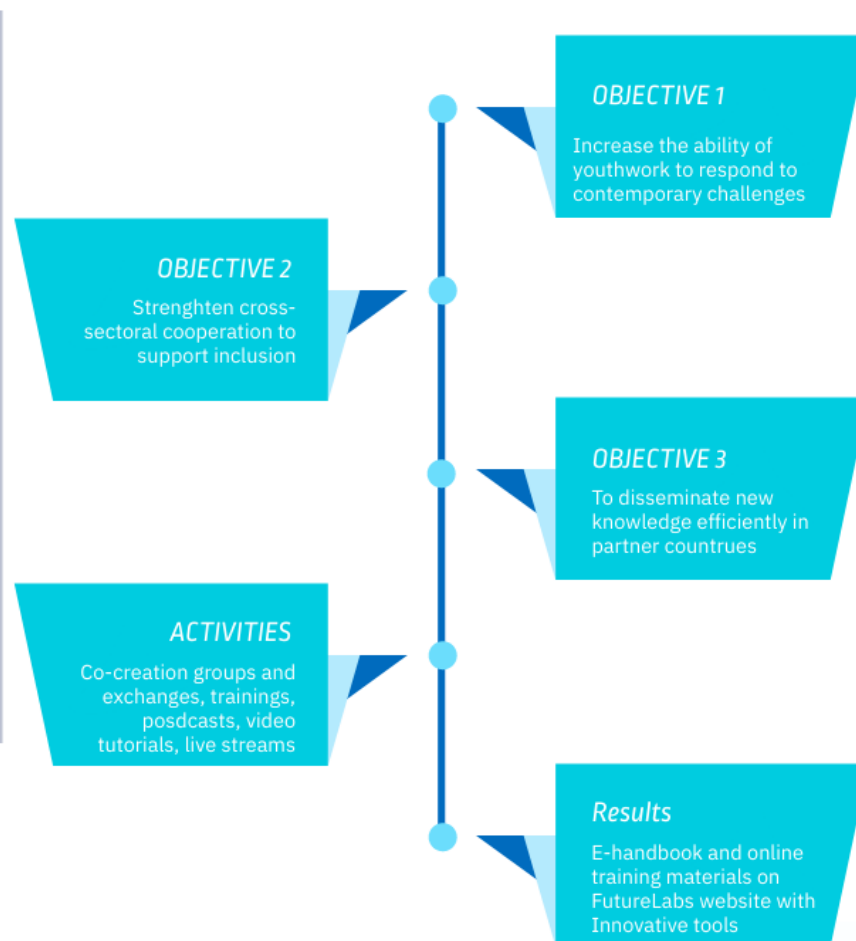 OBJECTIVE 1
Increase the ability of
youthwork to respond to
contemporary challenges
OBJECTIVE 2
Strenghten cross-
sectoral cooperation to
support inclusion
OBJECTIVE 3
To disseminate new
knowledge efficiently in
partner countrues
ACTIVITIES
Co-creation groups and
exchanges, trainings,
posdcasts, video
tutorials, live streams
Results
E-handbook and online
training materials on
FutureLabs website with
Innovative tools